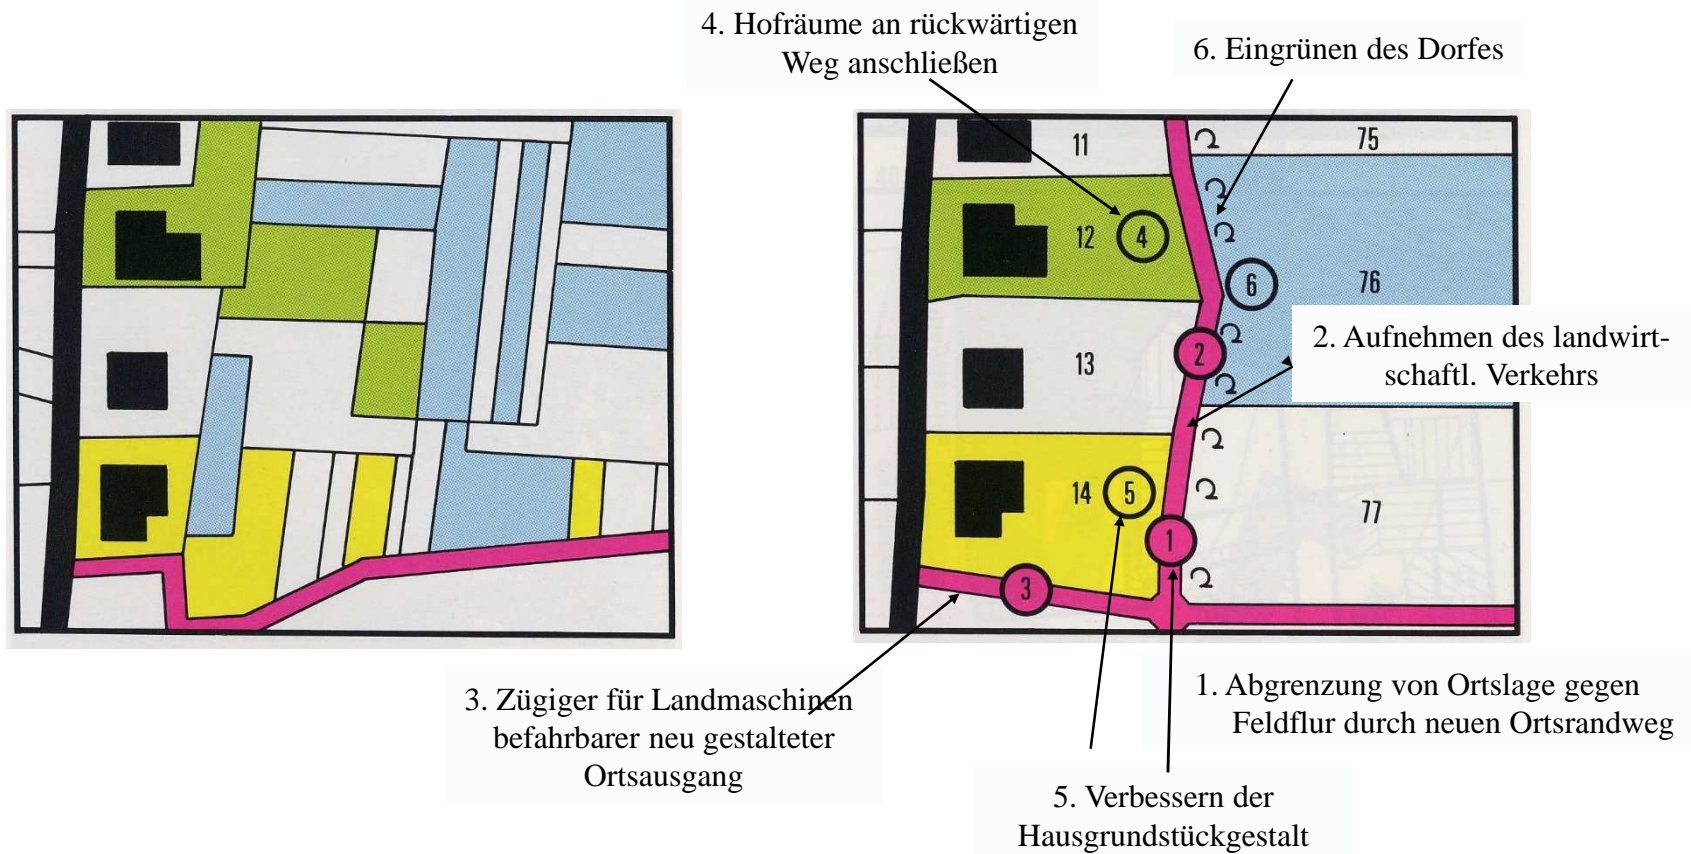 4. Hofräume an rückwärtigen
Weg anschließen
6. Eingrünen des Dorfes
11
75
12
4
6
76
2. Aufnehmen des landwirt-
schaftl. Verkehrs
2
13
14
5
77
1
3
3. Zügiger für Landmaschinen
befahrbarer neu gestalteter
Ortsausgang
1. Abgrenzung von Ortslage gegen
Feldflur durch neuen Ortsrandweg
5. Verbessern der
Hausgrundstückgestalt